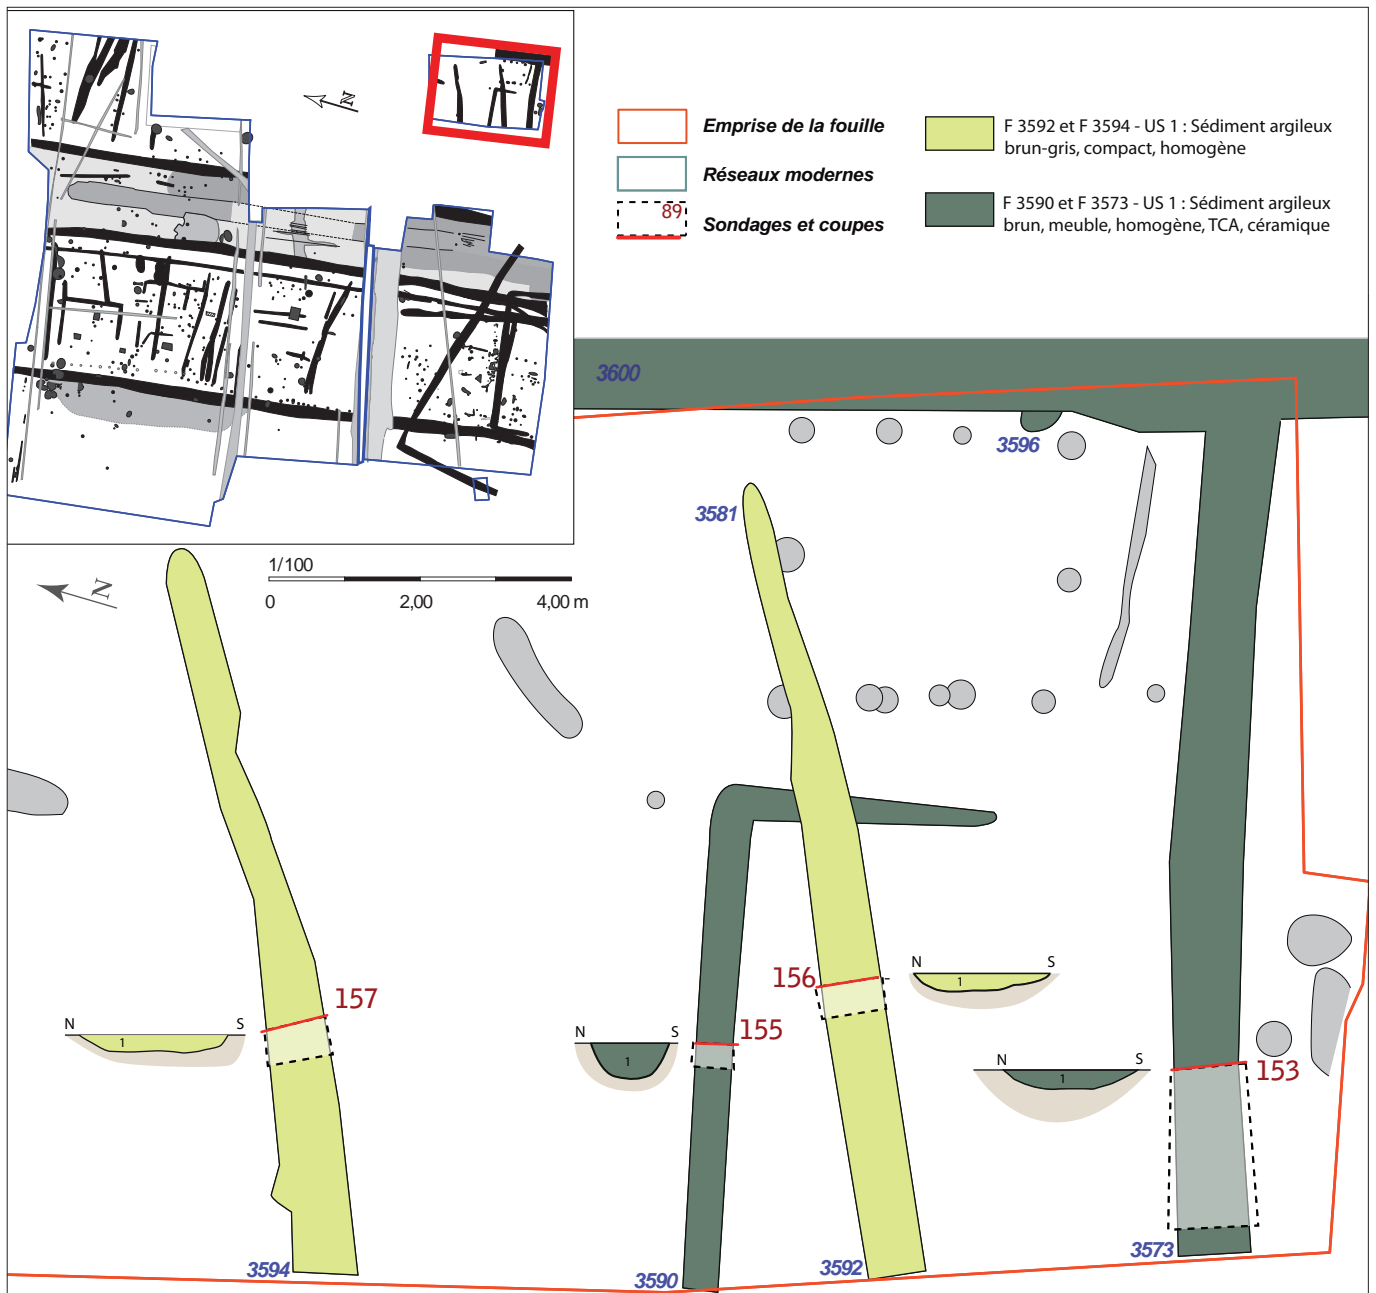 N
Emprise de la fouille
Réseaux modernes
89
Sondages et coupes
F 3592 et F 3594 - US 1 : Sédiment argileux
brun-gris, compact, homogène
F 3590 et F 3573 - US 1 : Sédiment argileux
brun, meuble, homogène, TCA, céramique
3600
3596
3581
1/100
0 2,00 4,00 m
N
157
N S
1
155
N S
1
156
N S
1
153
N S
1
3594
3590
3592
3573